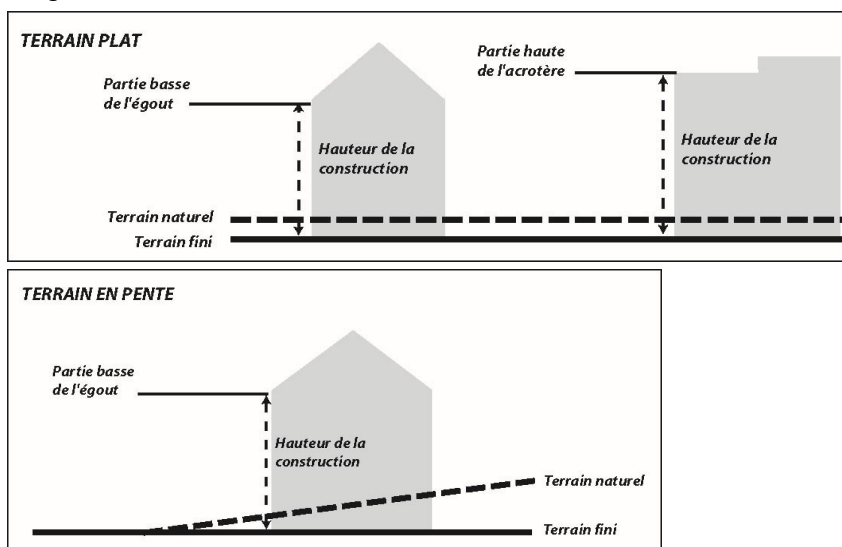 TERRAIN PLAT
Partie basse
de l'égout
Hauteur de la
construction
Partie haute
de l'acrotère
Hauteur de la
construction
Terrain naturel
Terrain fini
TERRAIN EN PENTE
Partie basse
de l'égout
Hauteur de la
construction
Terrain naturel
Terrain fini